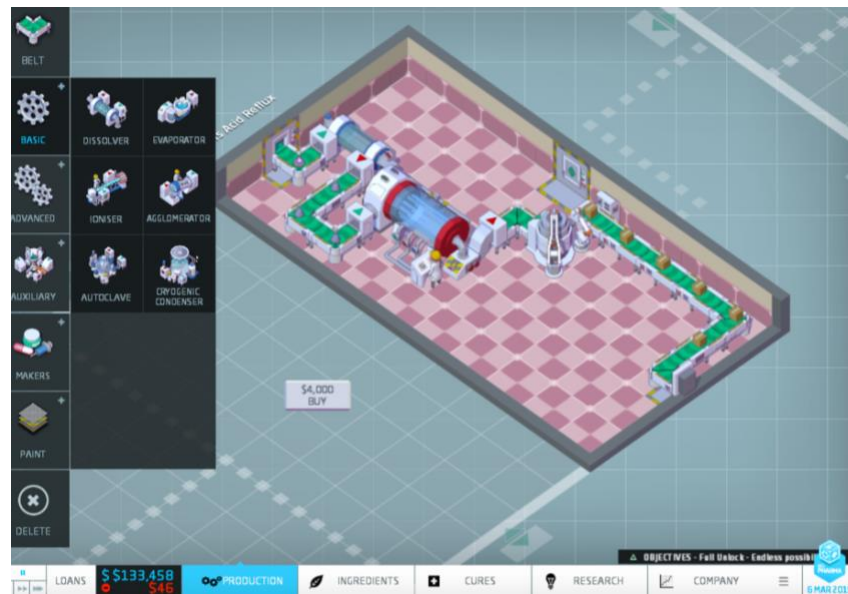 BELT
BASIC
ADVANCED
AUXILIARY
MAKERS
PAINT
DELETE
DISSOLVER
EVAPORATOR
IONISER
AGGLOMERATOR
AUTOCLAVE
CRYOGENIC
CONDENSER
Acid Reflux
$4,000
BUY
OBJECTIVES - Full Unlock - Endless
LOANS
$ $133,458
$46
PRODUCTION
INGREDIENTS
CURES
RESEARCH
COMPANY
PHARMA
6 MAR 201